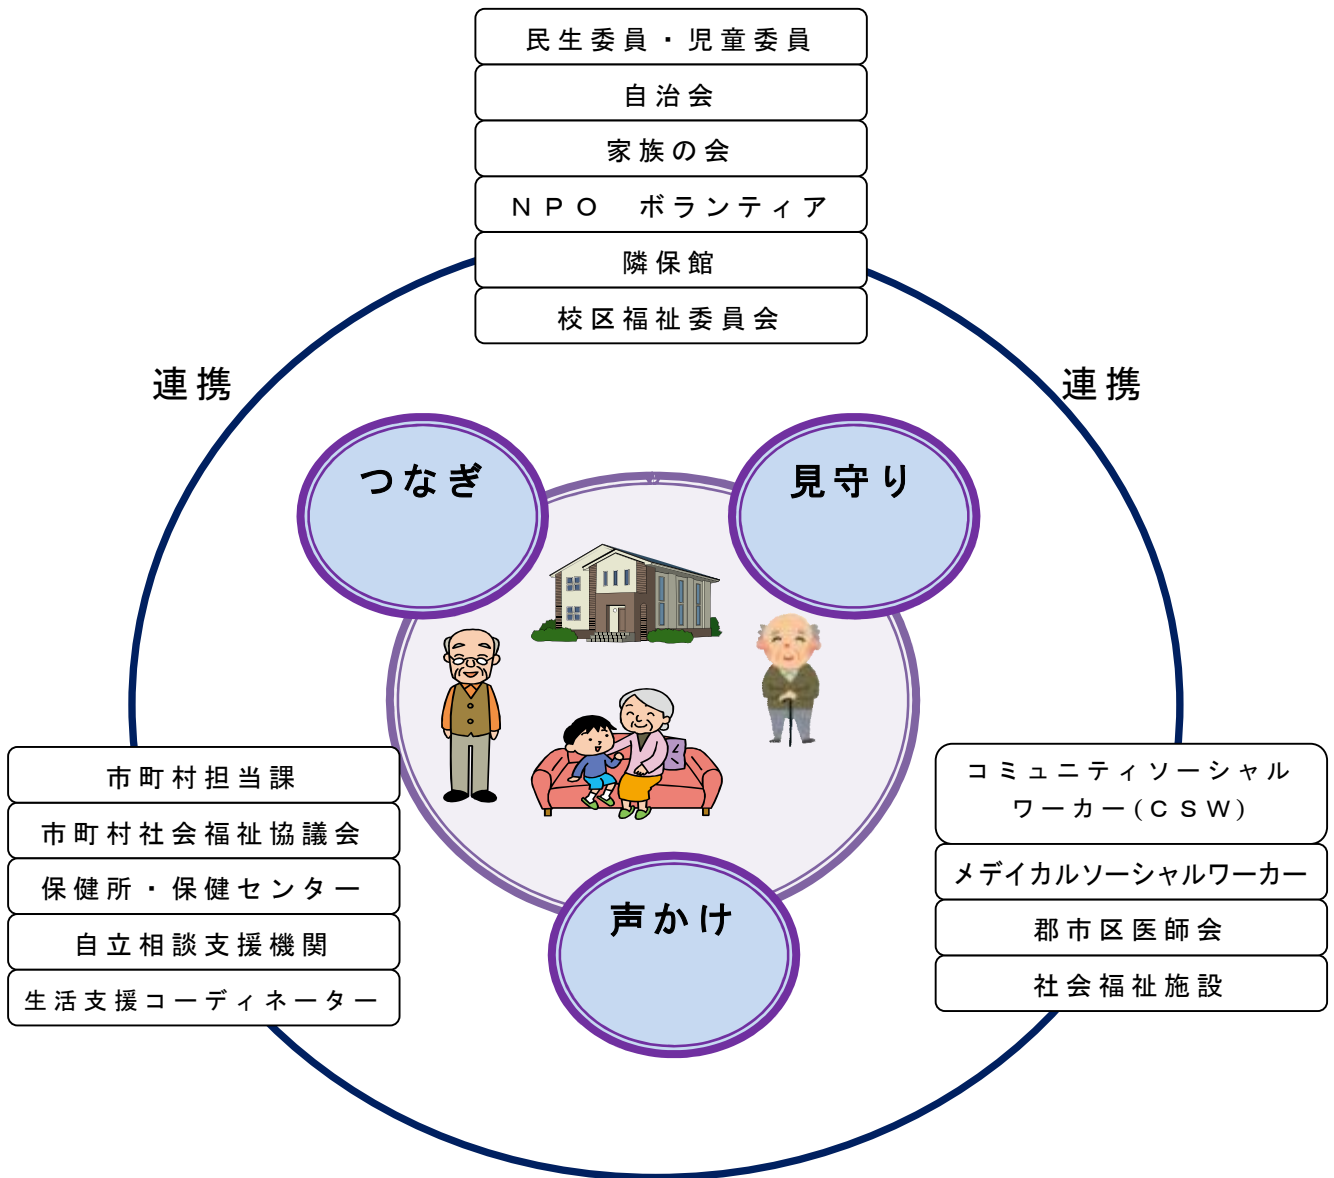 民生委員・児童委員
自治会
家族の会
ＮＰＯ　ボランティア
隣保館
校区福祉委員会
連携
連携
つなぎ
見守り
声かけ
市町村担当課
市町村社会福祉協議会
保健所・保健センター
自立相談支援機関
生活支援コーディネーター
コミュニティソーシャル
ワーカー(ＣＳＷ)
メデイカルソーシャルワーカー
郡市区医師会
社会福祉施設